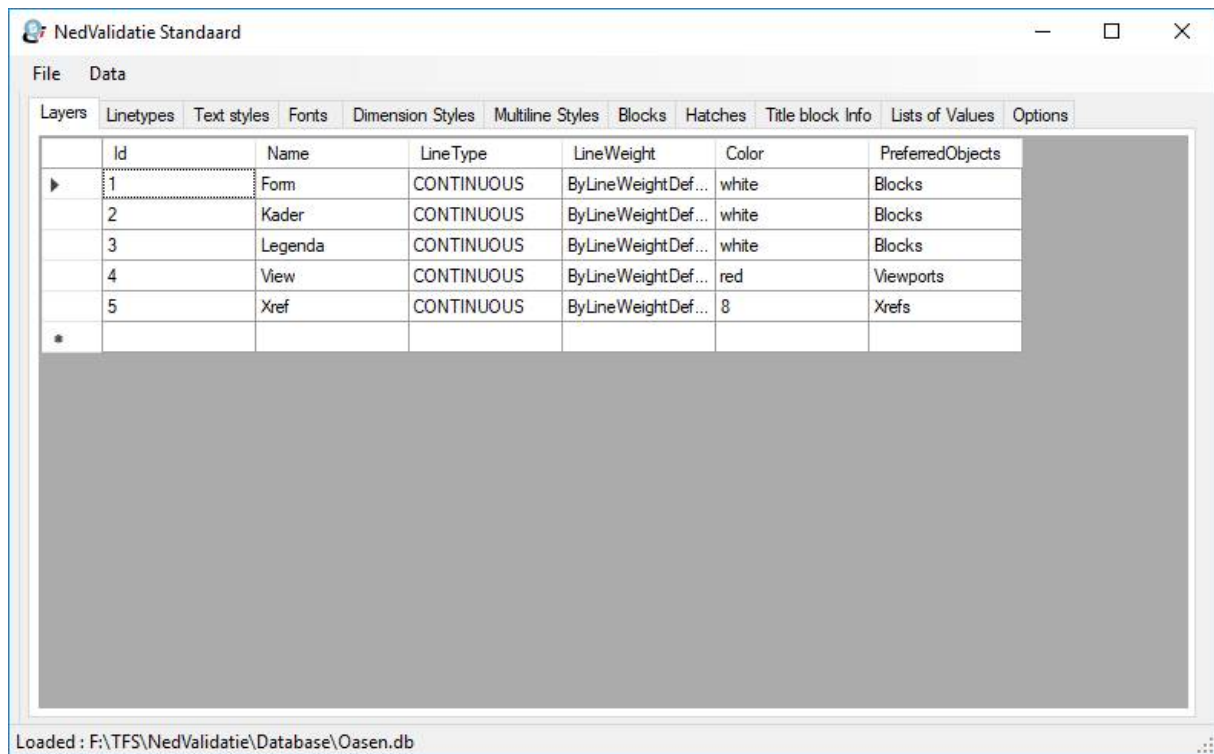 NedValidatie Standaard
File Data
Layers Linetypes Text styles Fonts Dimension Styles Multiline Styles Blocks Hatches Title block Info Lists of Values Options
Id Name LineType LineWeight Color PreferredObjects
1 Form CONTINUOUS ByLineWeightDef... white Blocks
2 Kader CONTINUOUS ByLineWeightDef... white Blocks
3 Legenda CONTINUOUS ByLineWeightDef... white Blocks
4 View CONTINUOUS ByLineWeightDef... red Viewports
5 Xref CONTINUOUS ByLineWeightDef... 8 Xrefs
Loaded : F:\TFS\NedValidatie\Database\Oasen.db